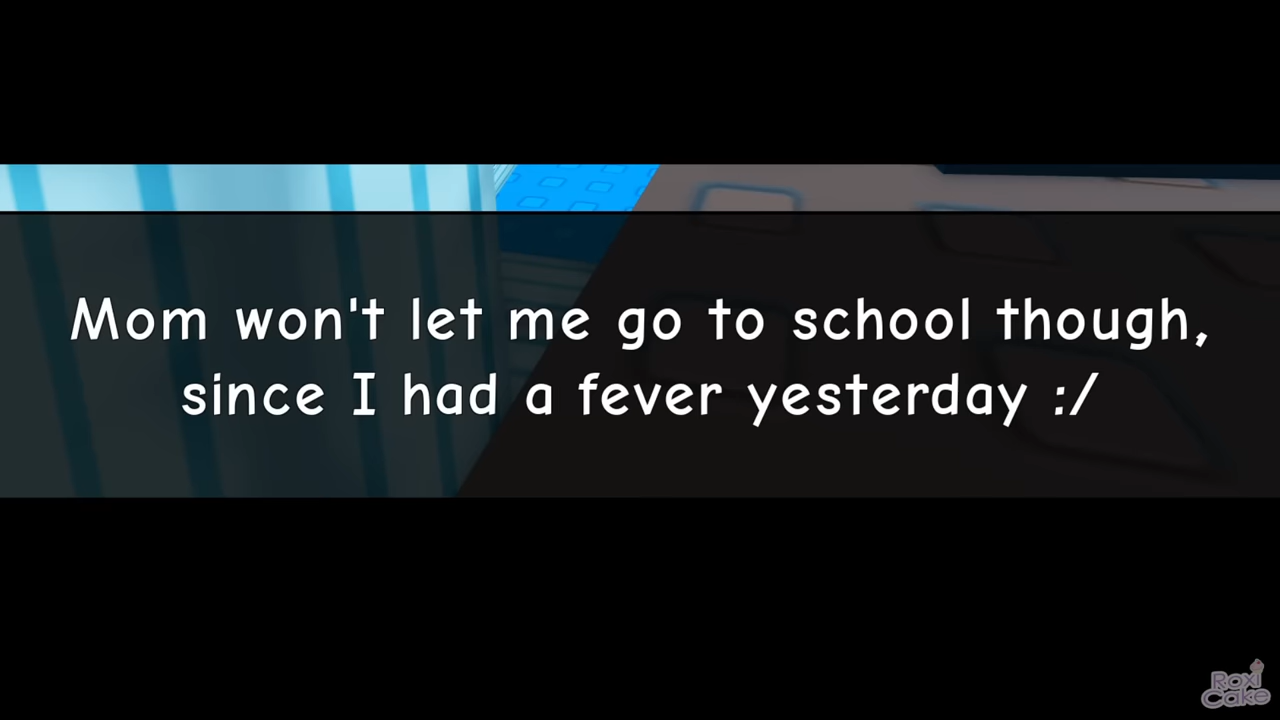 Mom won't let me go to school though,
since I had a fever yesterday :/
Roxi
Cake